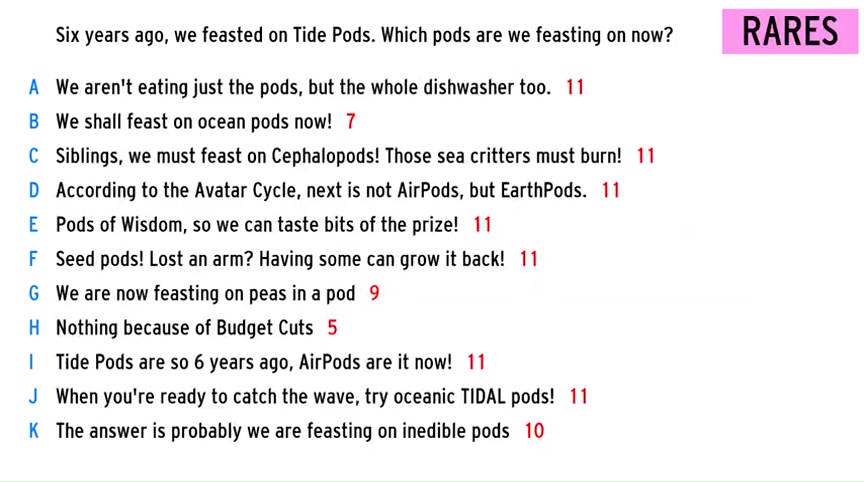 Six years ago, we feasted on Tide Pods. Which pods are we feasting on now?
RARES
A We aren't eating just the pods, but the whole dishwasher too. 11
B We shall feast on ocean pods now! 7
C Siblings, we must feast on Cephalopods! Those sea critters must burn! 11
D According to the Avatar Cycle, next is not AirPods, but EarthPods. 11
E Pods of Wisdom, so we can taste bits of the prize! 11
F Seed pods! Lost an arm? Having some can grow it back! 11
G We are now feasting on peas in a pod 9
H Nothing because of Budget Cuts 5
I Tide Pods are so 6 years ago, AirPods are it now! 11
J When you're ready to catch the wave, try oceanic TIDAL pods! 11
K The answer is probably we are feasting on inedible pods 10